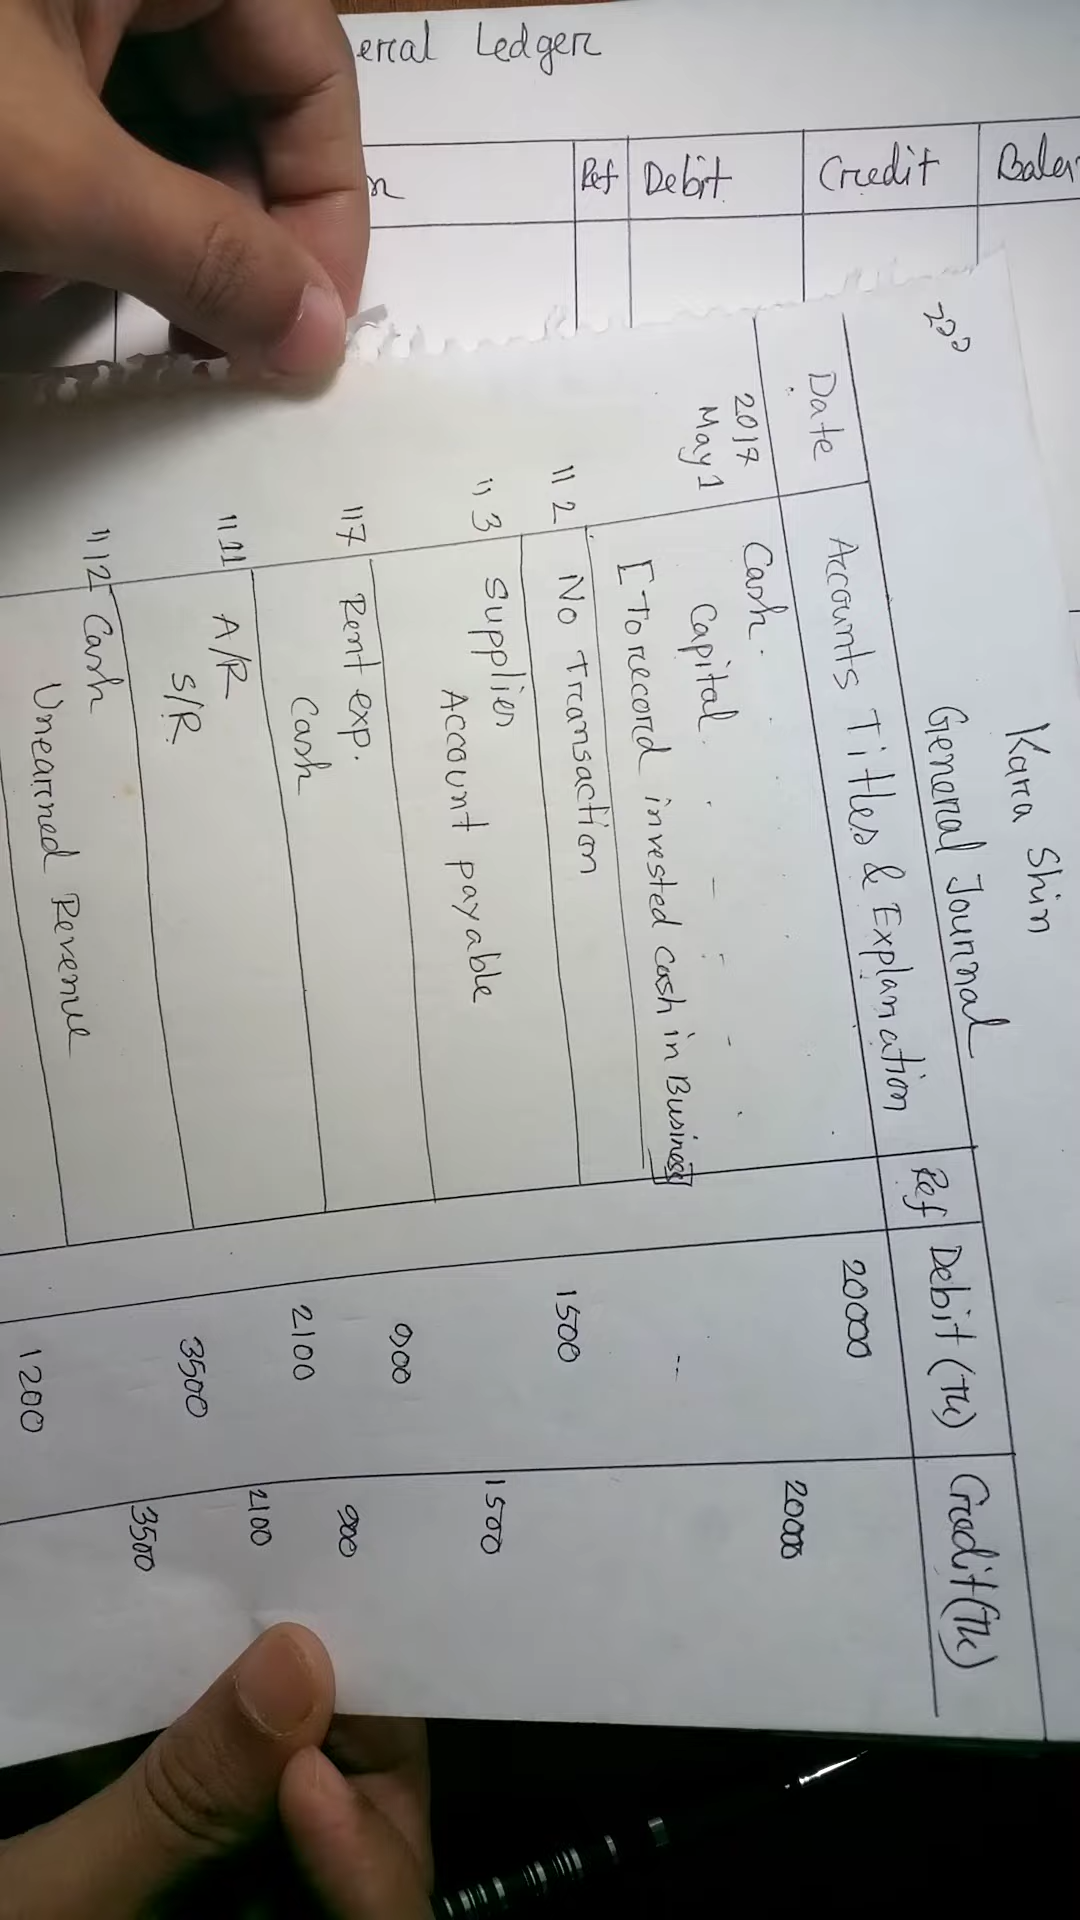 eral Ledger
n Ref Debit Credit Balan
Kara Shin
General Journal
Date Accounts Titles & Explanation Ref Debit (TK) Credit (TK)
2017
May 1 Cash. 20000
Capital. 20000
[To record invested cash in Business]
"2 No Transaction
"3 Supplies 1500
Account payable 1500
"7 Rent exp. 900
Cash 900
"11 A/R 2100
S/R 2100
"12 Cash 3500
Unearned Revenue 3500
1200